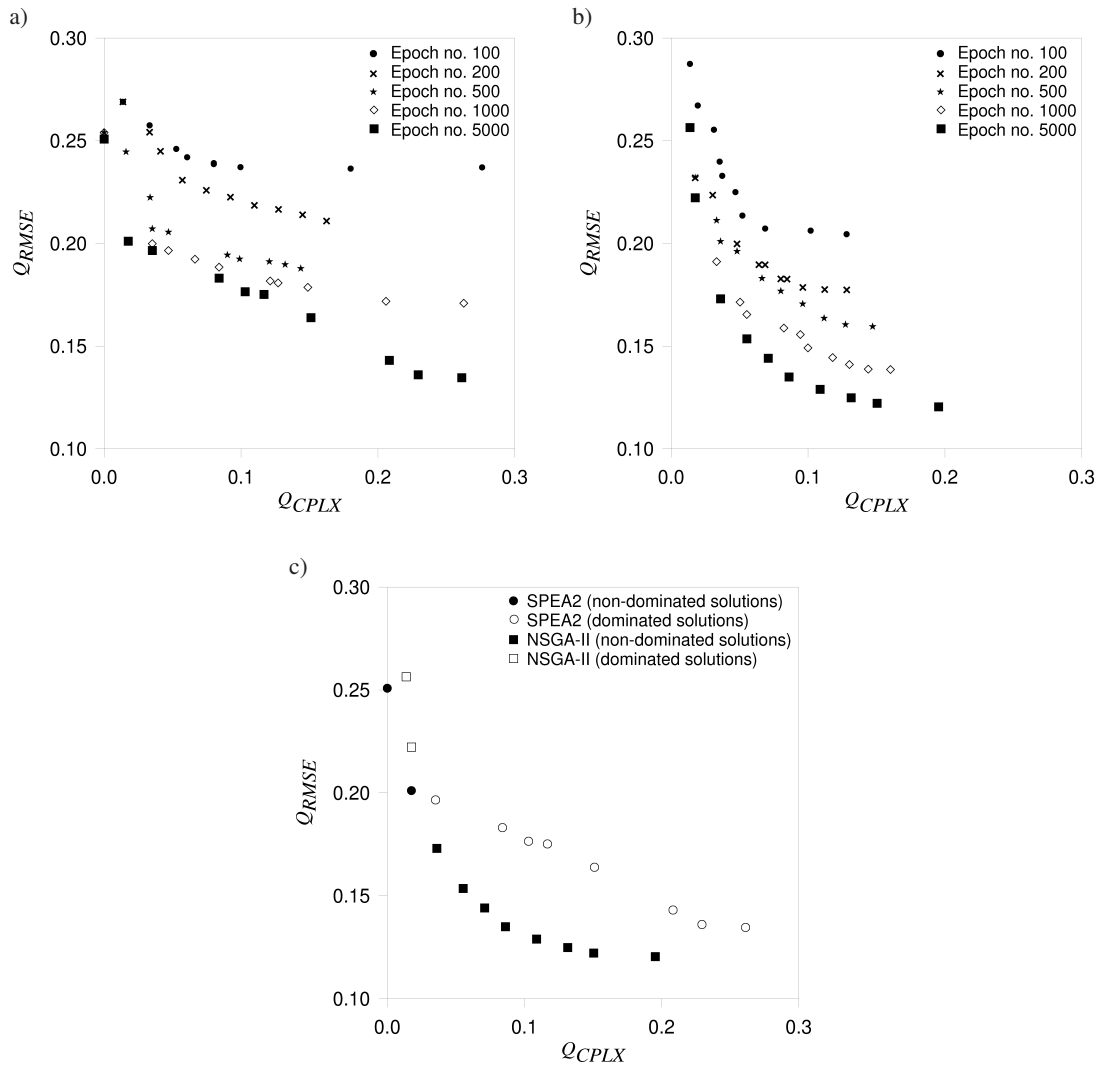 a)
0.30
0.25
0.20
0.15
0.10
Q_RMSE
0.0 0.1 0.2 0.3
Q_CPLX
Epoch no. 100
Epoch no. 200
Epoch no. 500
Epoch no. 1000
Epoch no. 5000
b)
0.30
0.25
0.20
0.15
0.10
Q_RMSE
0.0 0.1 0.2 0.3
Q_CPLX
Epoch no. 100
Epoch no. 200
Epoch no. 500
Epoch no. 1000
Epoch no. 5000
c)
0.30
0.25
0.20
0.15
0.10
Q_RMSE
0.0 0.1 0.2 0.3
Q_CPLX
SPEA2 (non-dominated solutions)
SPEA2 (dominated solutions)
NSGA-II (non-dominated solutions)
NSGA-II (dominated solutions)